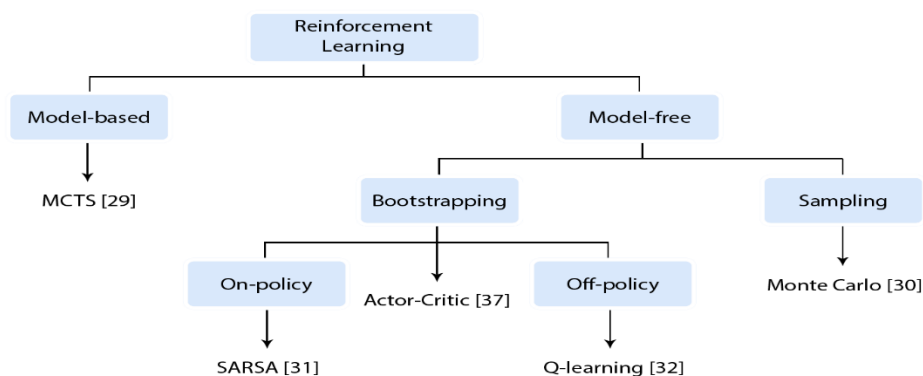 Reinforcement
Learning
Model-based
Model-free
MCTS [29]
Bootstrapping
Sampling
On-policy
Actor-Critic [37]
Off-policy
Monte Carlo [30]
SARSA [31]
Q-learning [32]